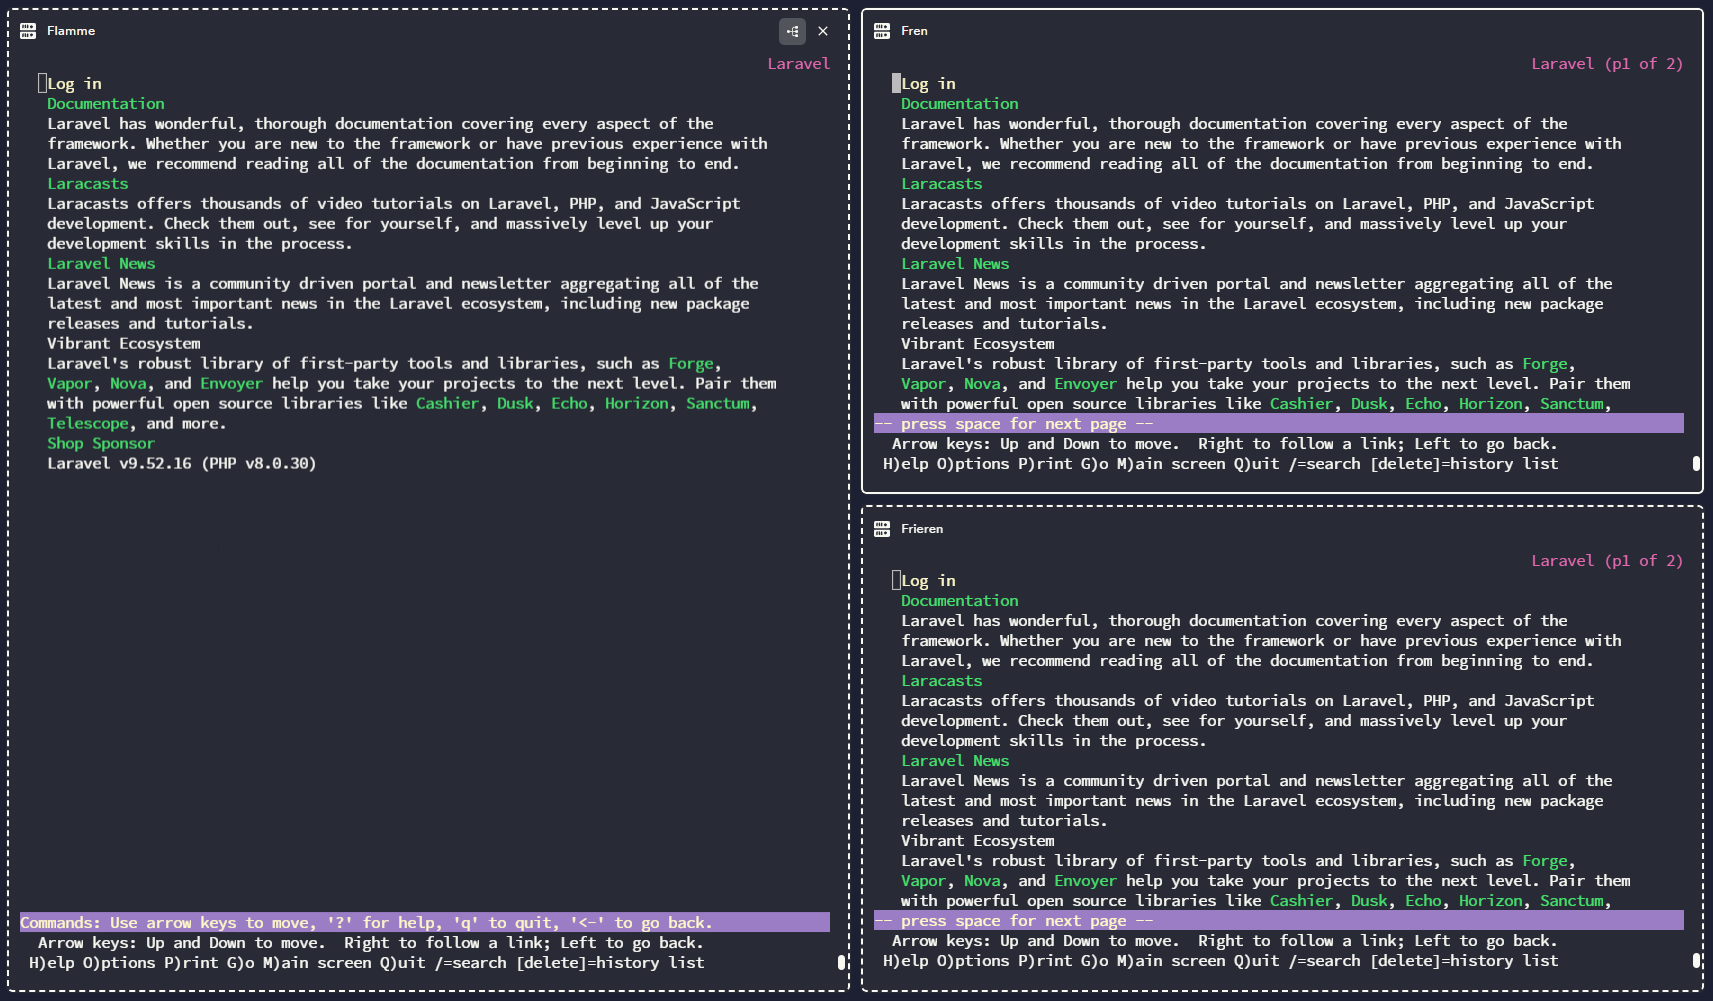 Flamme
Laravel
Log in
Documentation
Laravel has wonderful, thorough documentation covering every aspect of the
framework. Whether you are new to the framework or have previous experience with
Laravel, we recommend reading all of the documentation from beginning to end.
Laracasts
Laracasts offers thousands of video tutorials on Laravel, PHP, and JavaScript
development. Check them out, see for yourself, and massively level up your
development skills in the process.
Laravel News
Laravel News is a community driven portal and newsletter aggregating all of the
latest and most important news in the Laravel ecosystem, including new package
releases and tutorials.
Vibrant Ecosystem
Laravel's robust library of first-party tools and libraries, such as Forge,
Vapor, Nova, and Envoyer help you take your projects to the next level. Pair them
with powerful open source libraries like Cashier, Dusk, Echo, Horizon, Sanctum,
Telescope, and more.
Shop Sponsor
Laravel v9.52.16 (PHP v8.0.30)
Commands: Use arrow keys to move, '?' for help, 'q' to quit, '<-' to go back.
Arrow keys: Up and Down to move.  Right to follow a link; Left to go back.
H)elp O)ptions P)rint G)o M)ain screen Q)uit /=search [delete]=history list
Fren
Laravel (p1 of 2)
Log in
Documentation
Laravel has wonderful, thorough documentation covering every aspect of the
framework. Whether you are new to the framework or have previous experience with
Laravel, we recommend reading all of the documentation from beginning to end.
Laracasts
Laracasts offers thousands of video tutorials on Laravel, PHP, and JavaScript
development. Check them out, see for yourself, and massively level up your
development skills in the process.
Laravel News
Laravel News is a community driven portal and newsletter aggregating all of the
latest and most important news in the Laravel ecosystem, including new package
releases and tutorials.
Vibrant Ecosystem
Laravel's robust library of first-party tools and libraries, such as Forge,
Vapor, Nova, and Envoyer help you take your projects to the next level. Pair them
with powerful open source libraries like Cashier, Dusk, Echo, Horizon, Sanctum,
-- press space for next page --
Arrow keys: Up and Down to move.  Right to follow a link; Left to go back.
H)elp O)ptions P)rint G)o M)ain screen Q)uit /=search [delete]=history list
Frieren
Laravel (p1 of 2)
Log in
Documentation
Laravel has wonderful, thorough documentation covering every aspect of the
framework. Whether you are new to the framework or have previous experience with
Laravel, we recommend reading all of the documentation from beginning to end.
Laracasts
Laracasts offers thousands of video tutorials on Laravel, PHP, and JavaScript
development. Check them out, see for yourself, and massively level up your
development skills in the process.
Laravel News
Laravel News is a community driven portal and newsletter aggregating all of the
latest and most important news in the Laravel ecosystem, including new package
releases and tutorials.
Vibrant Ecosystem
Laravel's robust library of first-party tools and libraries, such as Forge,
Vapor, Nova, and Envoyer help you take your projects to the next level. Pair them
with powerful open source libraries like Cashier, Dusk, Echo, Horizon, Sanctum,
-- press space for next page --
Arrow keys: Up and Down to move.  Right to follow a link; Left to go back.
H)elp O)ptions P)rint G)o M)ain screen Q)uit /=search [delete]=history list